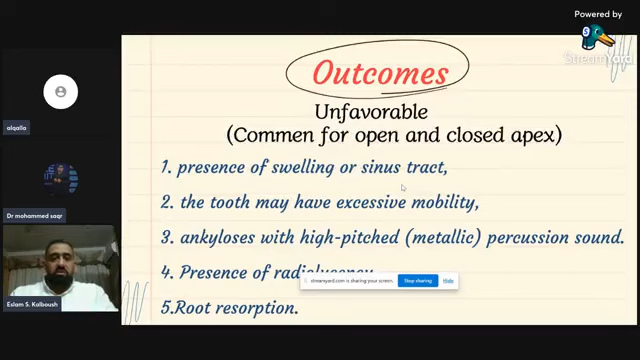 Powered by
StreamYard
Outcomes
Unfavorable
(Commen for open and closed apex)
1. presence of swelling or sinus tract,
2. the tooth may have excessive mobility,
3. ankyloses with high-pitched (metallic) percussion sound.
4. Presence of radiolucency
streamyard.com is sharing your screen.
Stop sharing
Hide
5.Root resorption.
alqalla
Dr mohammed saqr
Eslam S. Kalboush